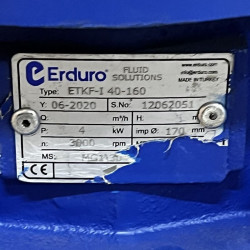 Erduro FLUID SOLUTIONS
www.erduro.com
info@erduro.com
MADE IN TURKEY
Type: ETKF-I 40-160
Y: 06-2020 S.No: 12062051
Q: m³/h H:
P: 4 kW imp Ø: 170 mm
n: 3000 rpm
MS:
CE